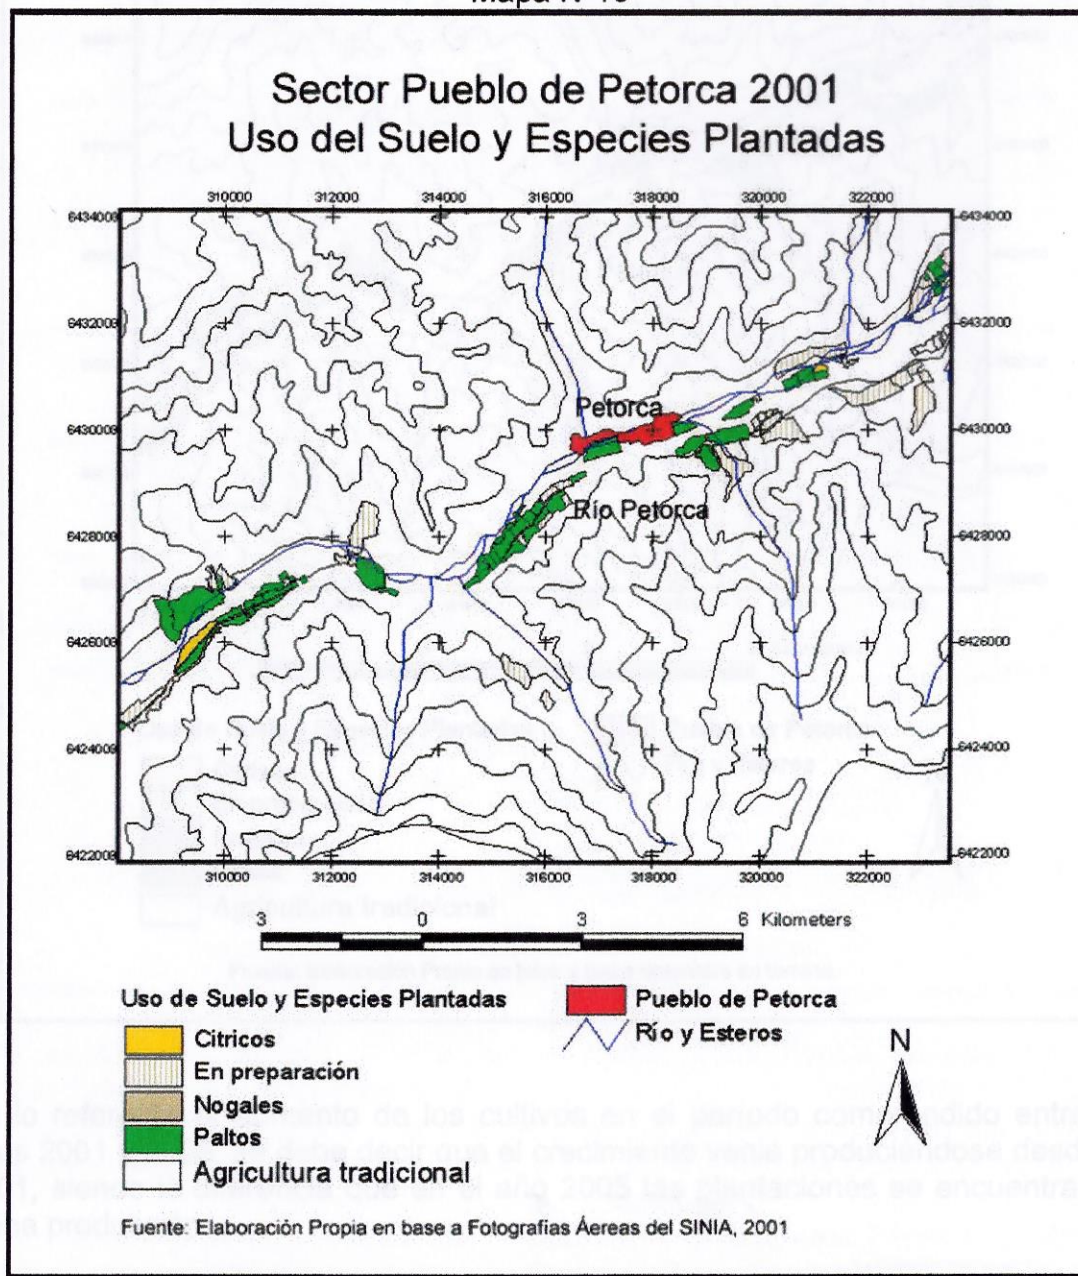 Sector Pueblo de Petorca 2001
Uso del Suelo y Especies Plantadas
310000 312000 314000 316000 318000 320000 322000
6434000 6434000
6432000 6432000
Petorca
6430000 6430000
Río Petorca
6428000 6428000
6426000 6426000
6424000 6424000
6422000 6422000
310000 312000 314000 316000 318000 320000 322000
3 0 3 6 Kilometers
Uso de Suelo y Especies Plantadas
Citricos
En preparación
Nogales
Paltos
Agricultura tradicional
Pueblo de Petorca
Río y Esteros
N
Fuente: Elaboración Propia en base a Fotografías Áereas del SINIA, 2001